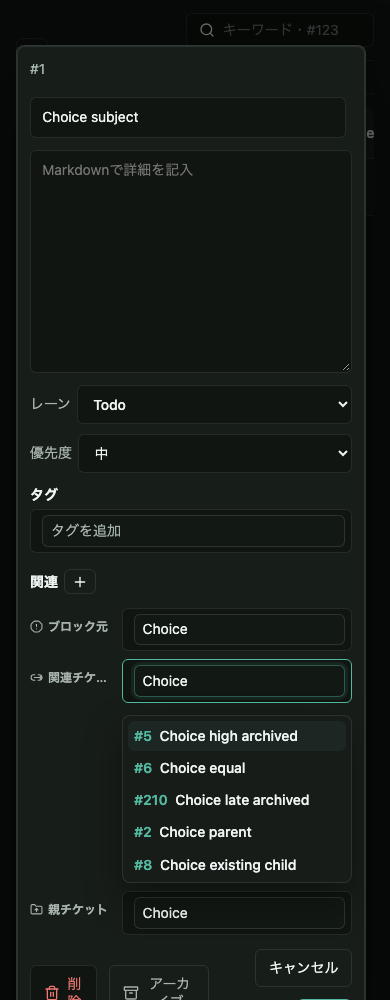 キーワード・#123
#1
Choice subject
Markdownで詳細を記入
レーン Todo
優先度 中
タグ
タグを追加
関連 +
ブロック元 Choice
関連チケ... Choice
#5 Choice high archived
#6 Choice equal
#210 Choice late archived
#2 Choice parent
#8 Choice existing child
親チケット Choice
キャンセル
削
除
アーカ
イブ